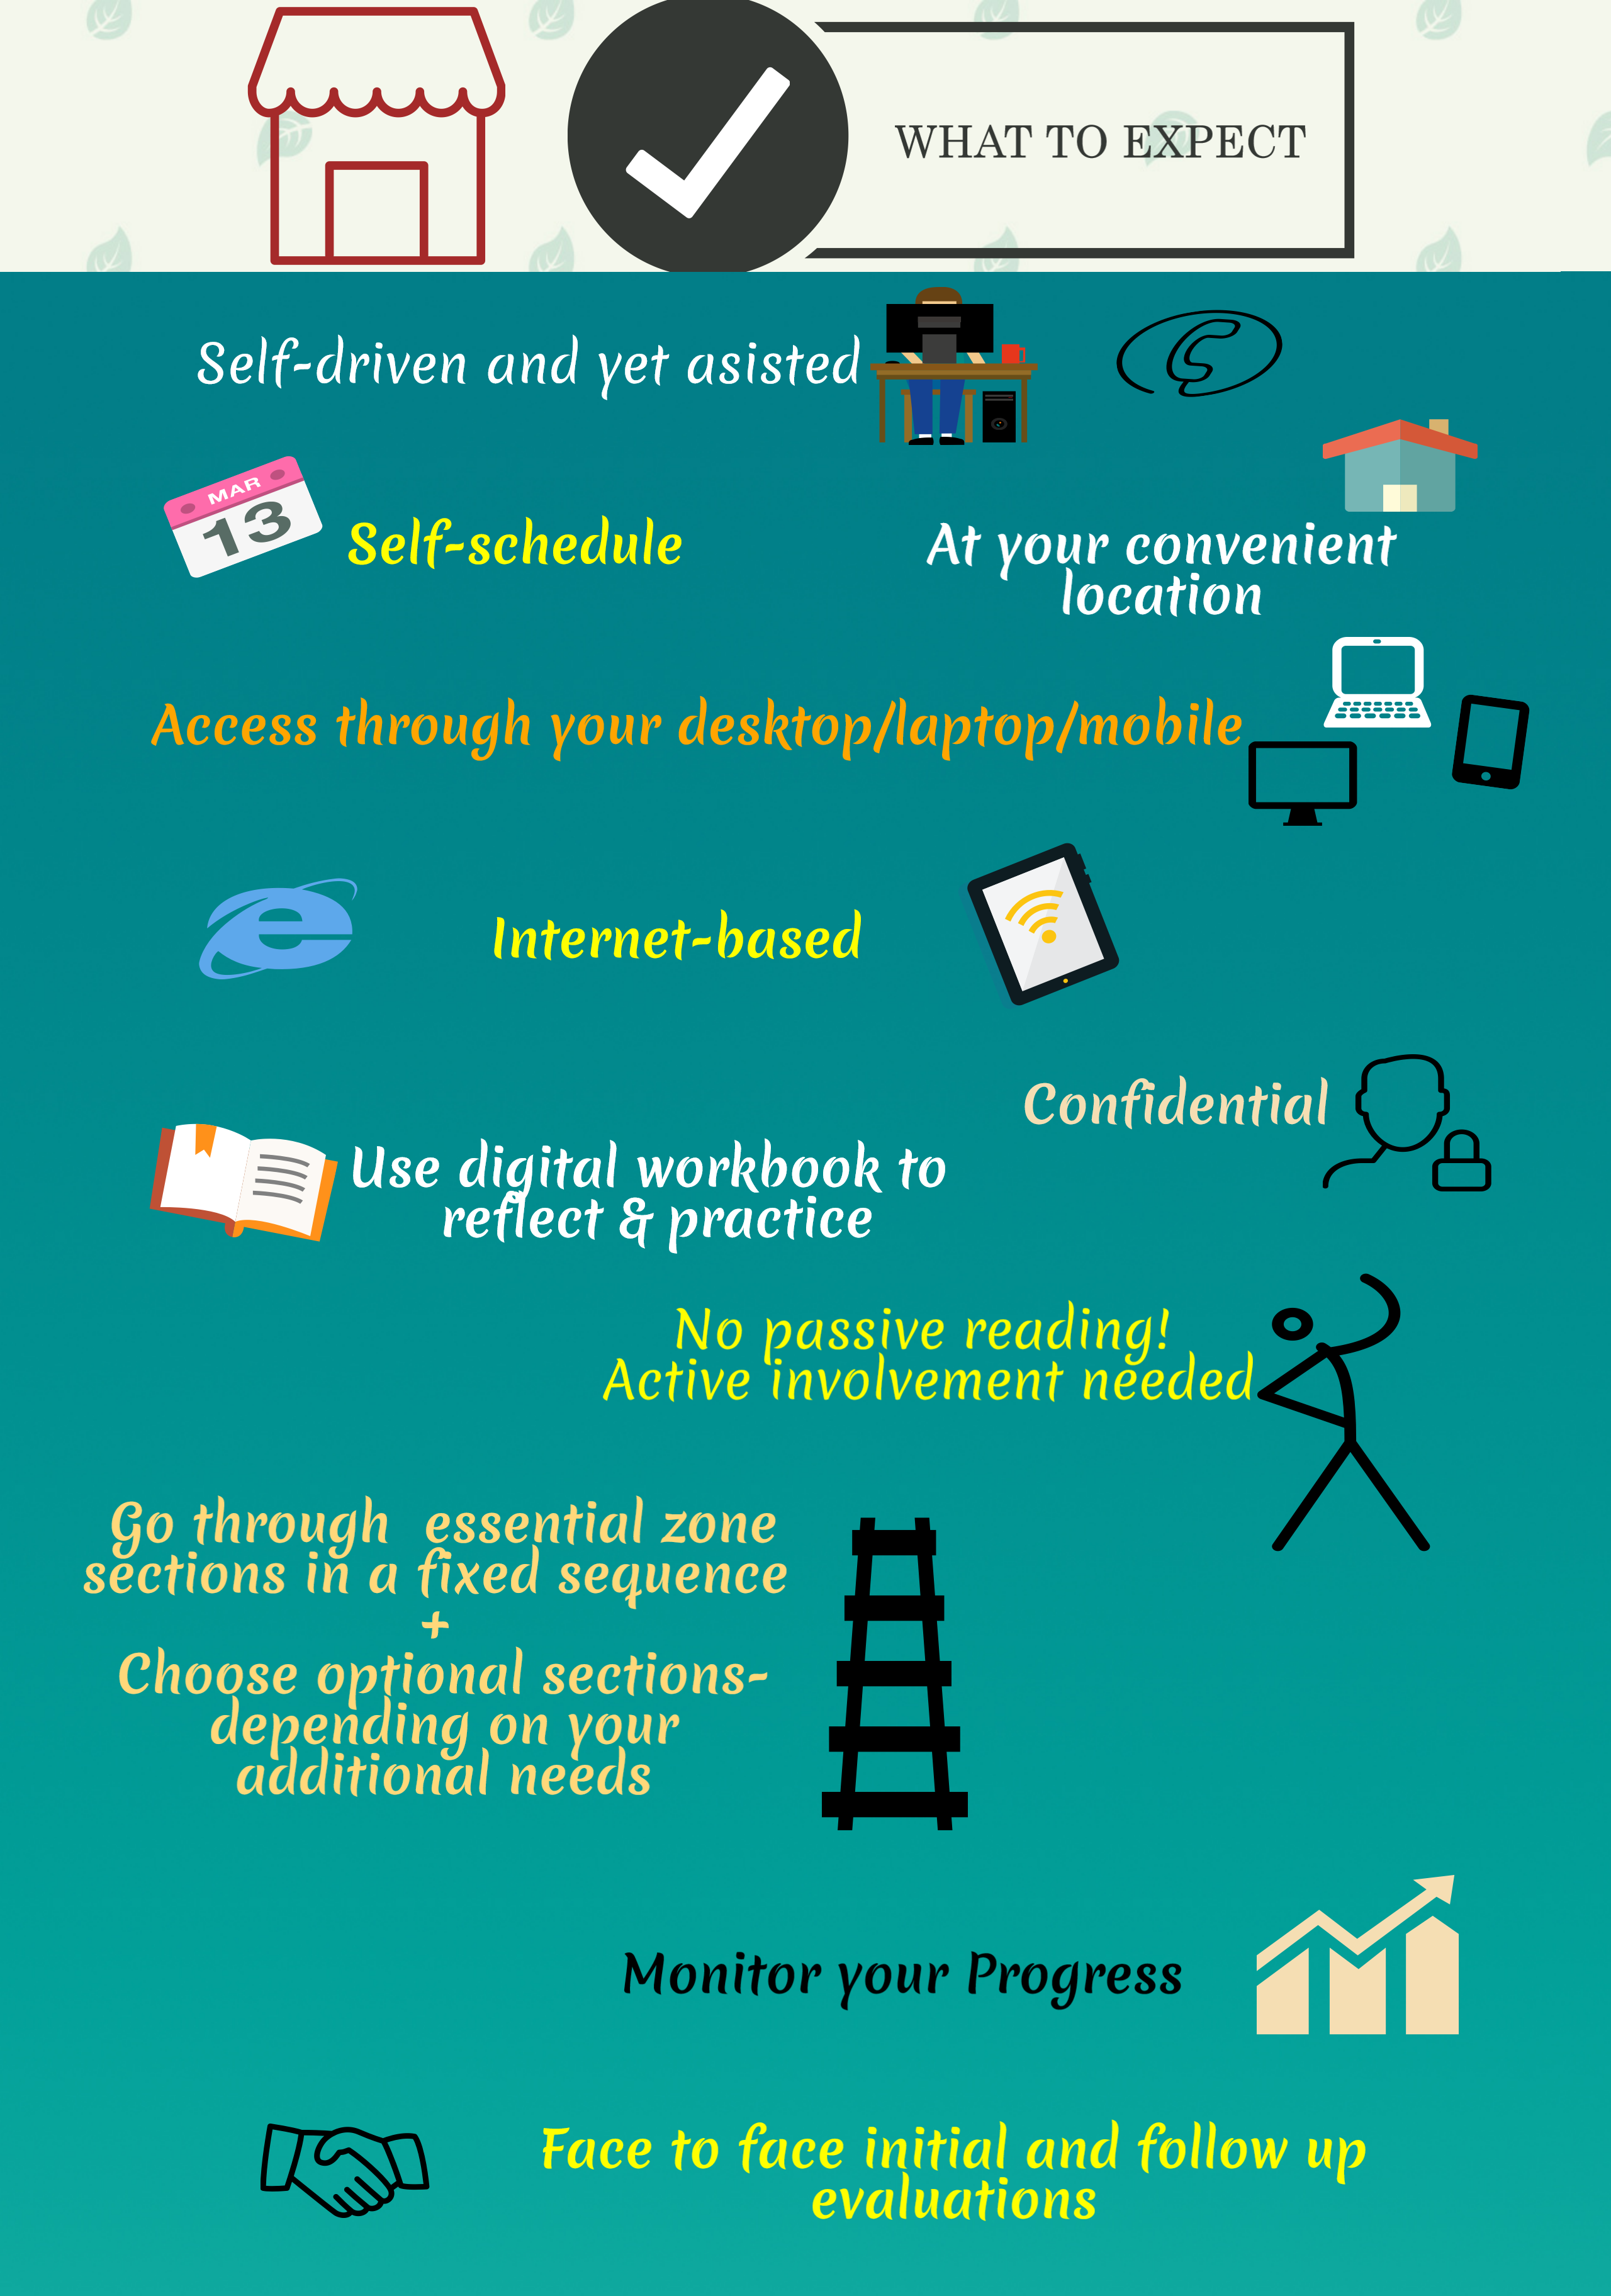 WHAT TO EXPECT
Self-driven and yet asisted
MAR
13
Self-schedule
At your convenient
location
Access through your desktop/laptop/mobile
Internet-based
Confidential
Use digital workbook to
reflect & practice
No passive reading!
Active involvement needed
Go through essential zone
sections in a fixed sequence
+
Choose optional sections-
depending on your
additional needs
Monitor your Progress
Face to face initial and follow up
evaluations